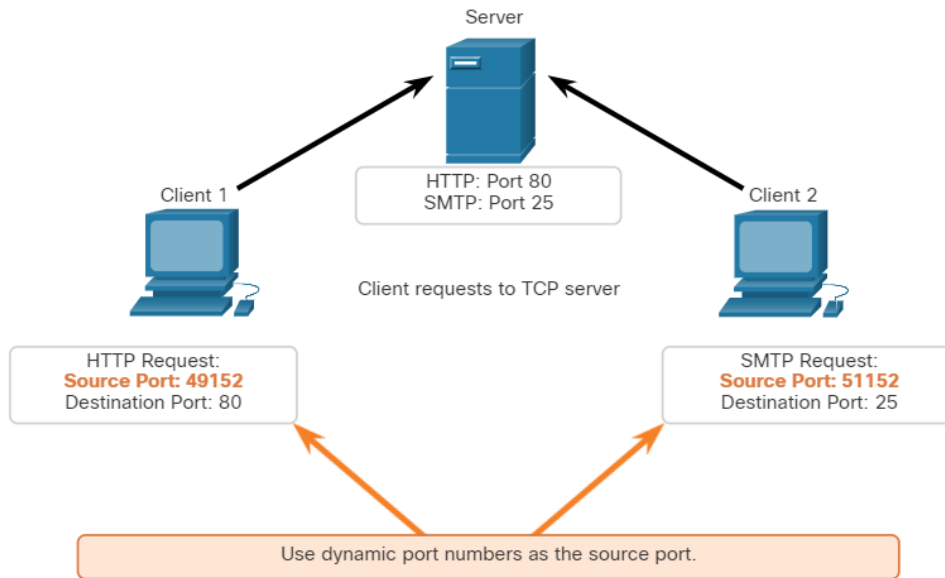 Server
HTTP: Port 80
SMTP: Port 25
Client 1
Client 2
Client requests to TCP server
HTTP Request:
Source Port: 49152
Destination Port: 80
SMTP Request:
Source Port: 51152
Destination Port: 25
Use dynamic port numbers as the source port.